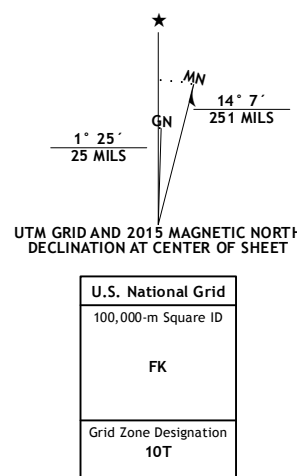 ★
MN
GN
14° 7´
251 MILS
1° 25´
25 MILS
UTM GRID AND 2015 MAGNETIC NORTH
DECLINATION AT CENTER OF SHEET
U.S. National Grid
100,000-m Square ID
FK
Grid Zone Designation
10T